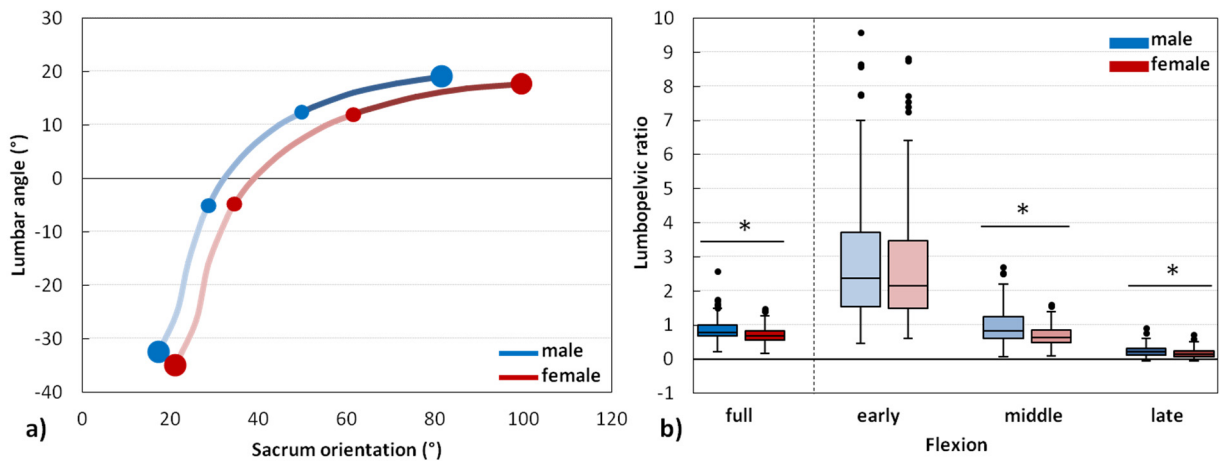 30
20
10
0
-10
-20
-30
-40
Lumbar angle (°)
0
20
40
60
80
100
120
Sacrum orientation (°)
male
female
a)
10
9
8
7
6
5
4
3
2
1
0
-1
Lumbopelvic ratio
male
female
*
*
*
full
early
middle
late
Flexion
b)